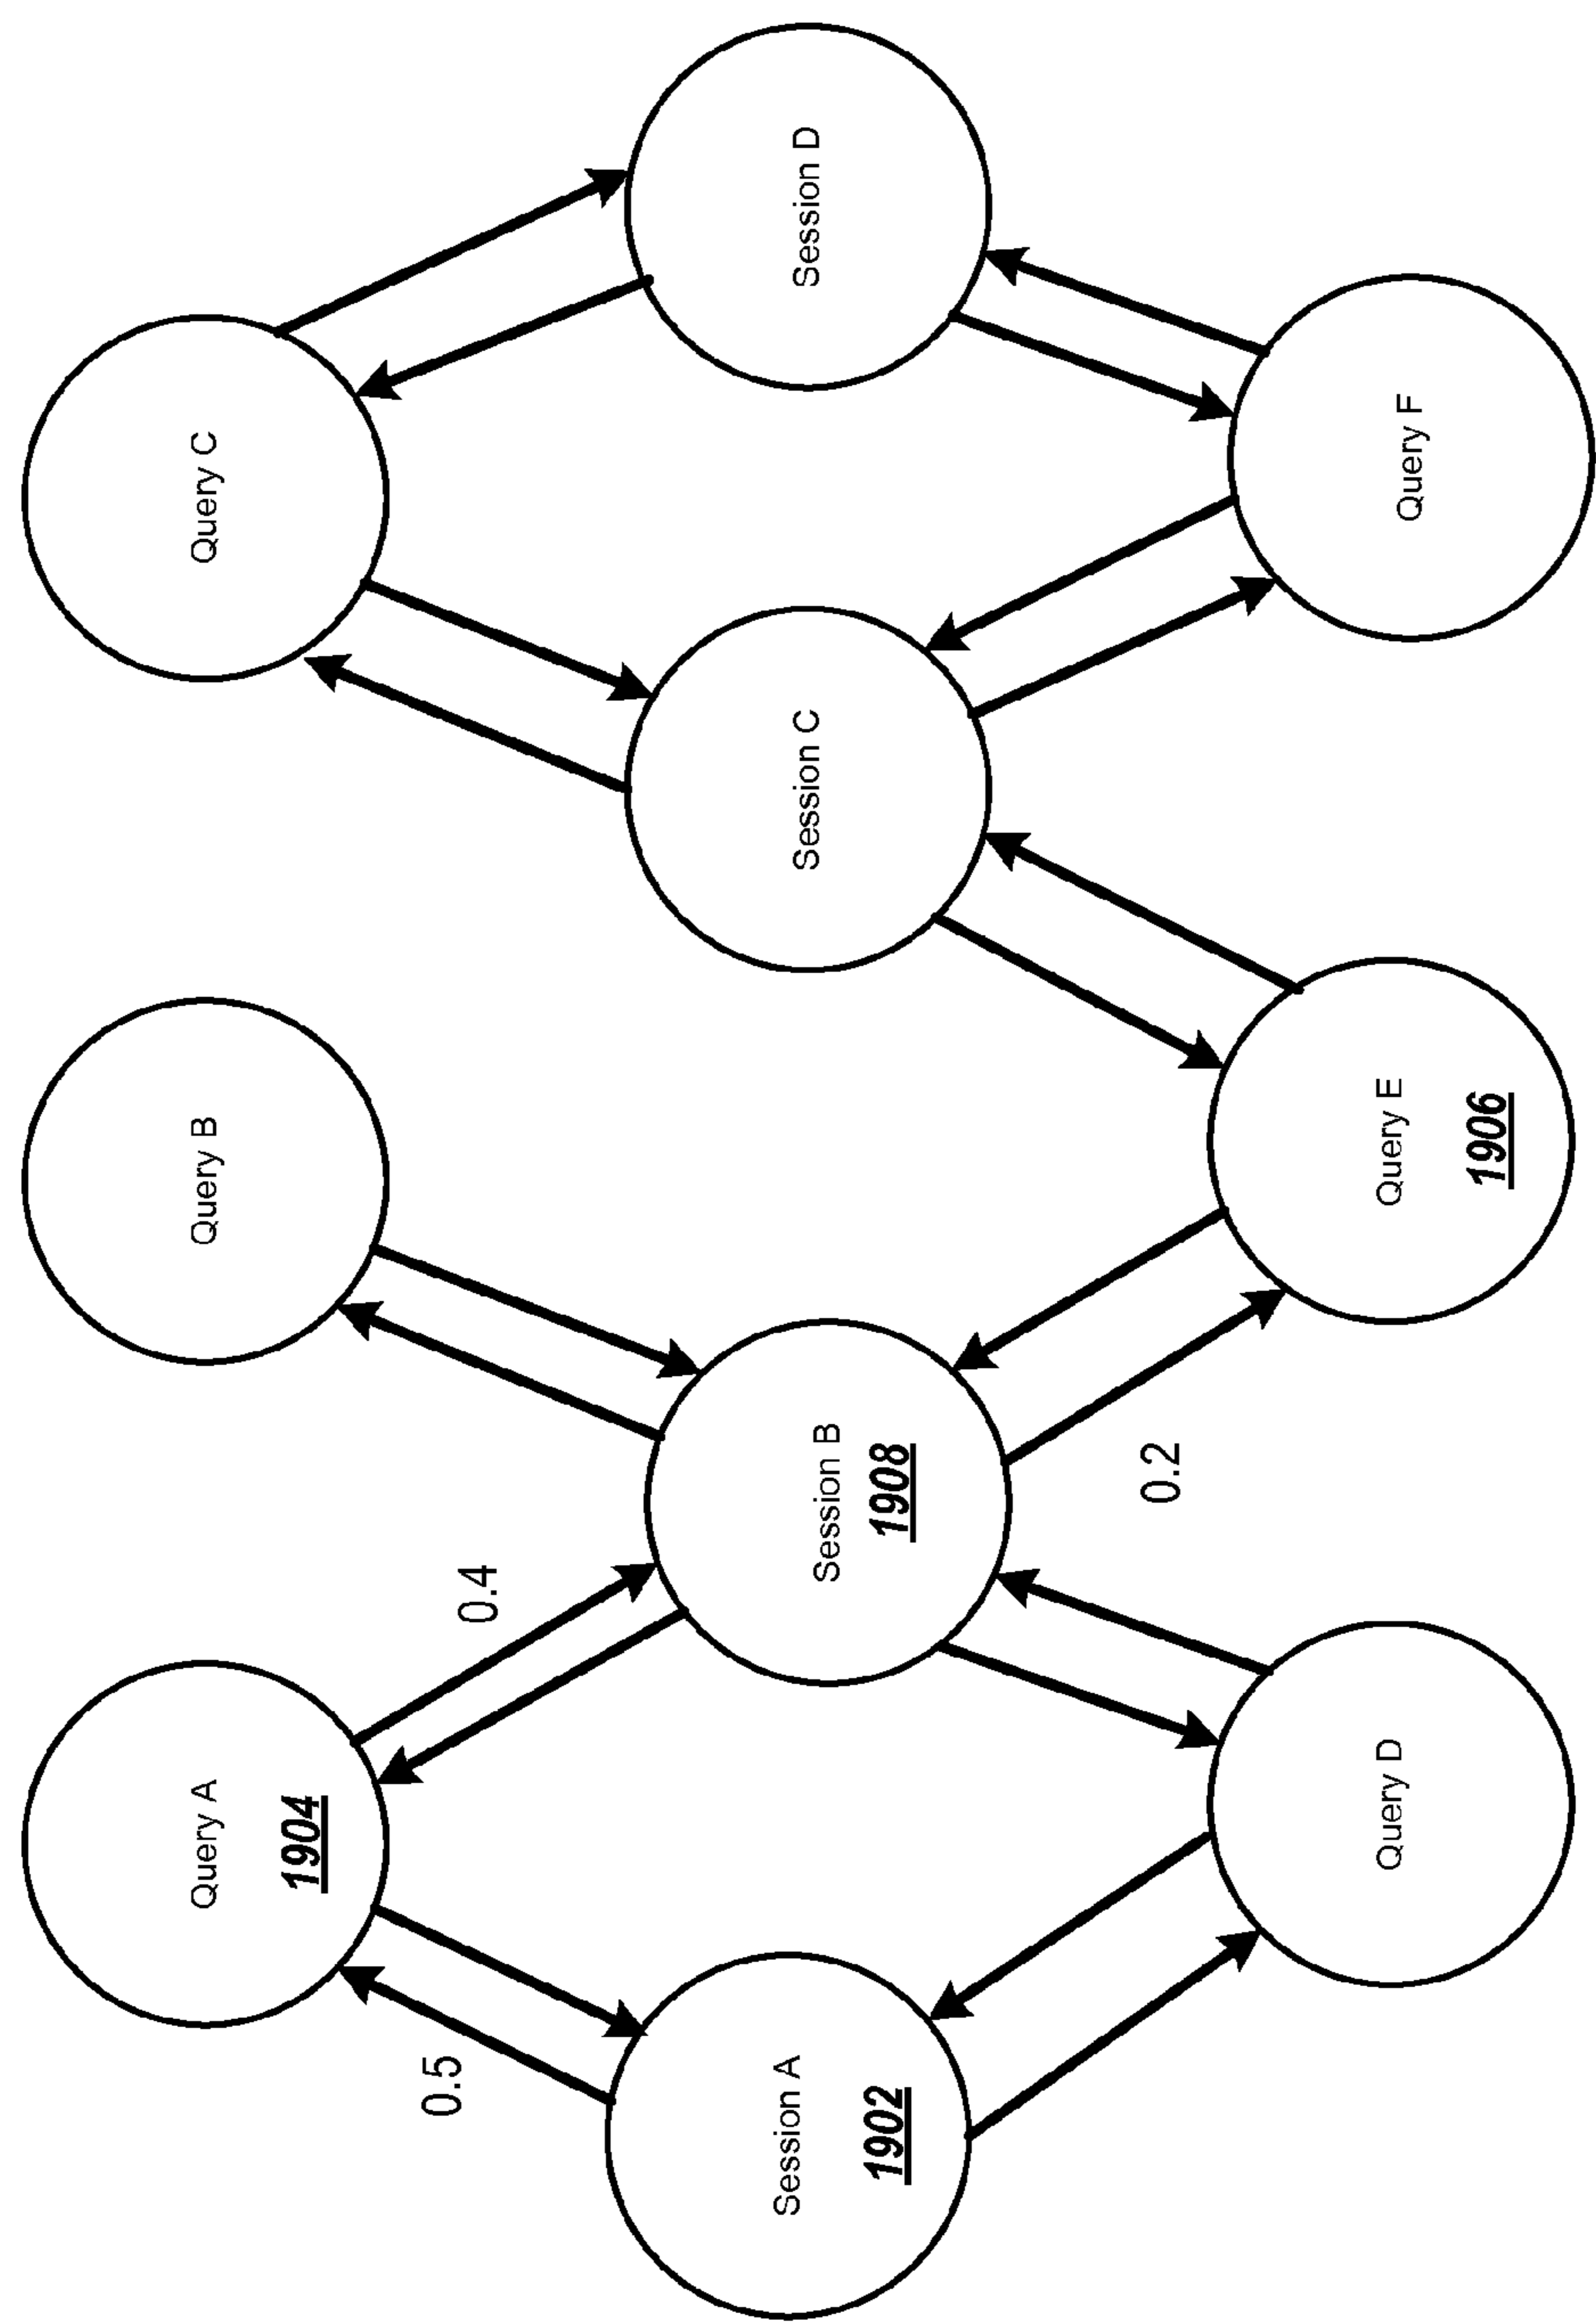 Query A
1904
Query B
Query C
0.5
0.4
Session A
1902
Session B
1908
Session C
Session D
0.2
Query D
Query E
1906
Query F